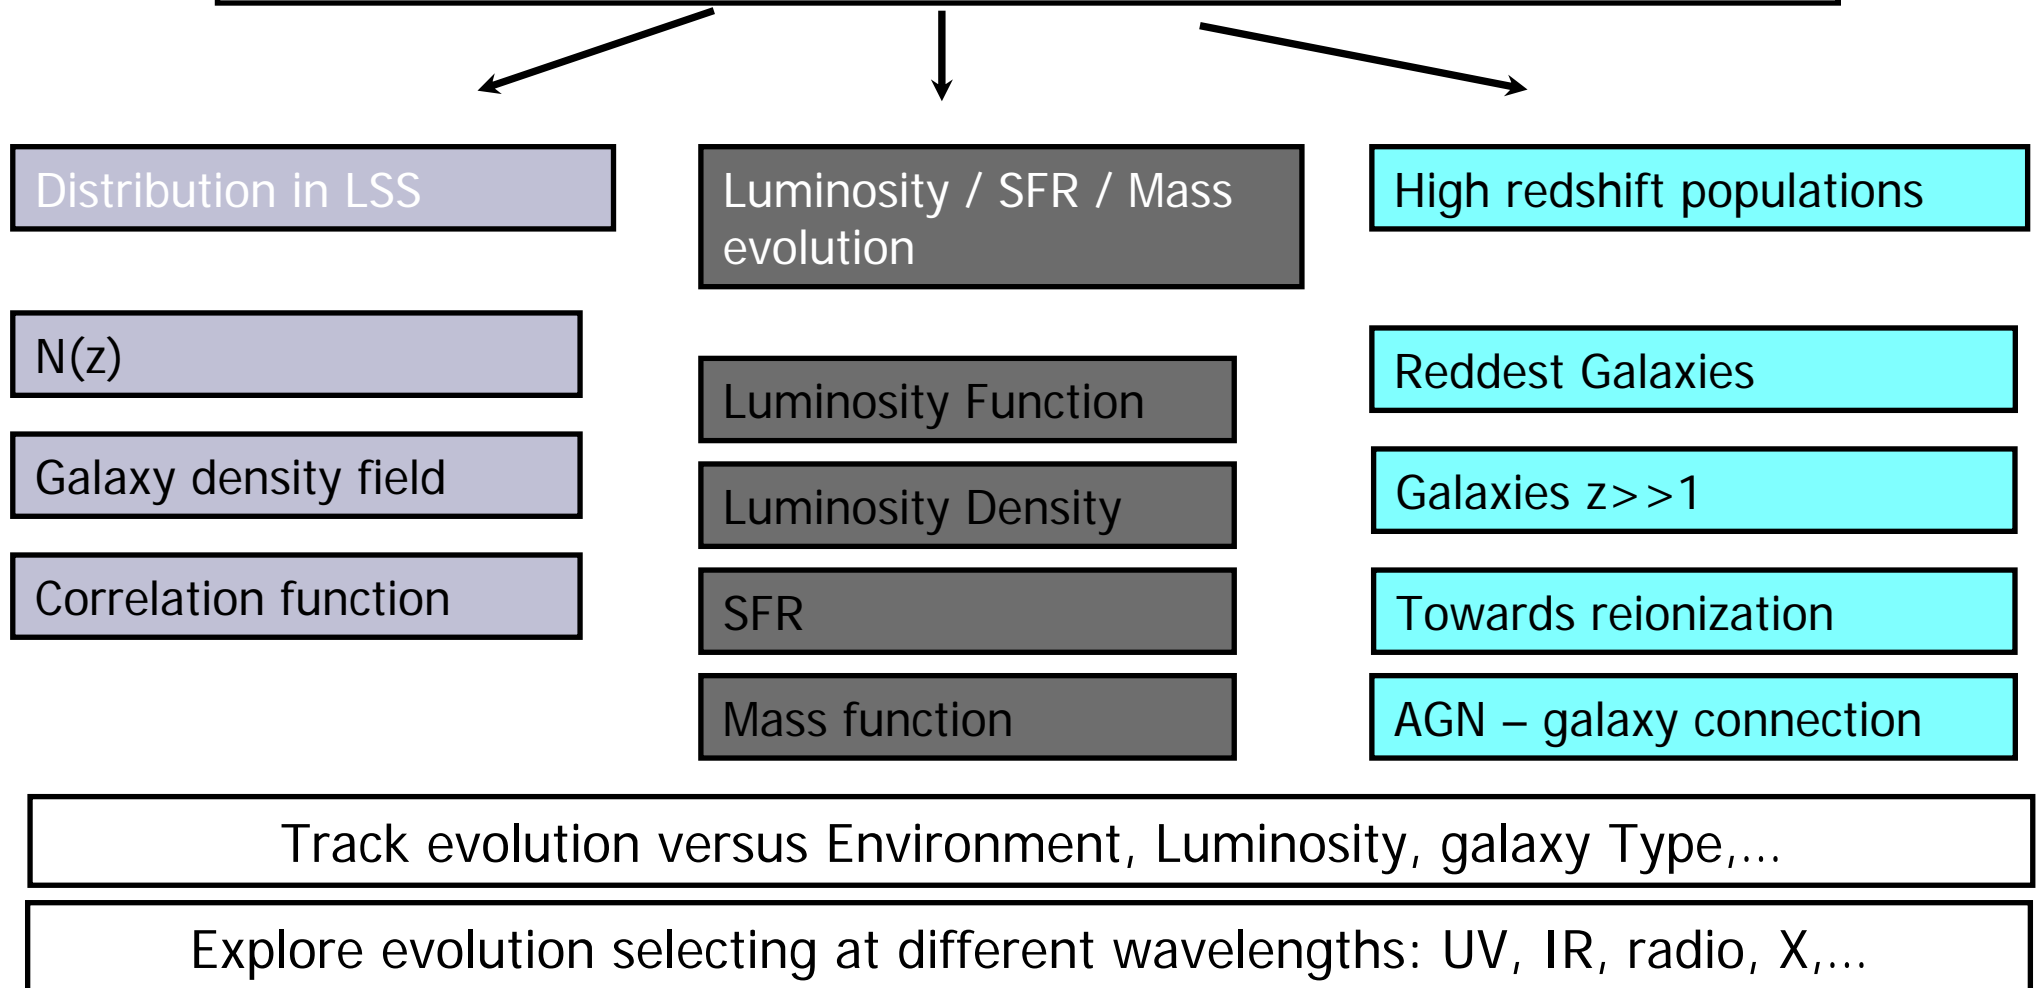 Distribution in LSS
N(z)
Galaxy density field
Correlation function
Luminosity / SFR / Mass
evolution
Luminosity Function
Luminosity Density
SFR
Mass function
High redshift populations
Reddest Galaxies
Galaxies z>>1
Towards reionization
AGN – galaxy connection
Track evolution versus Environment, Luminosity, galaxy Type,...
Explore evolution selecting at different wavelengths: UV, IR, radio, X,...